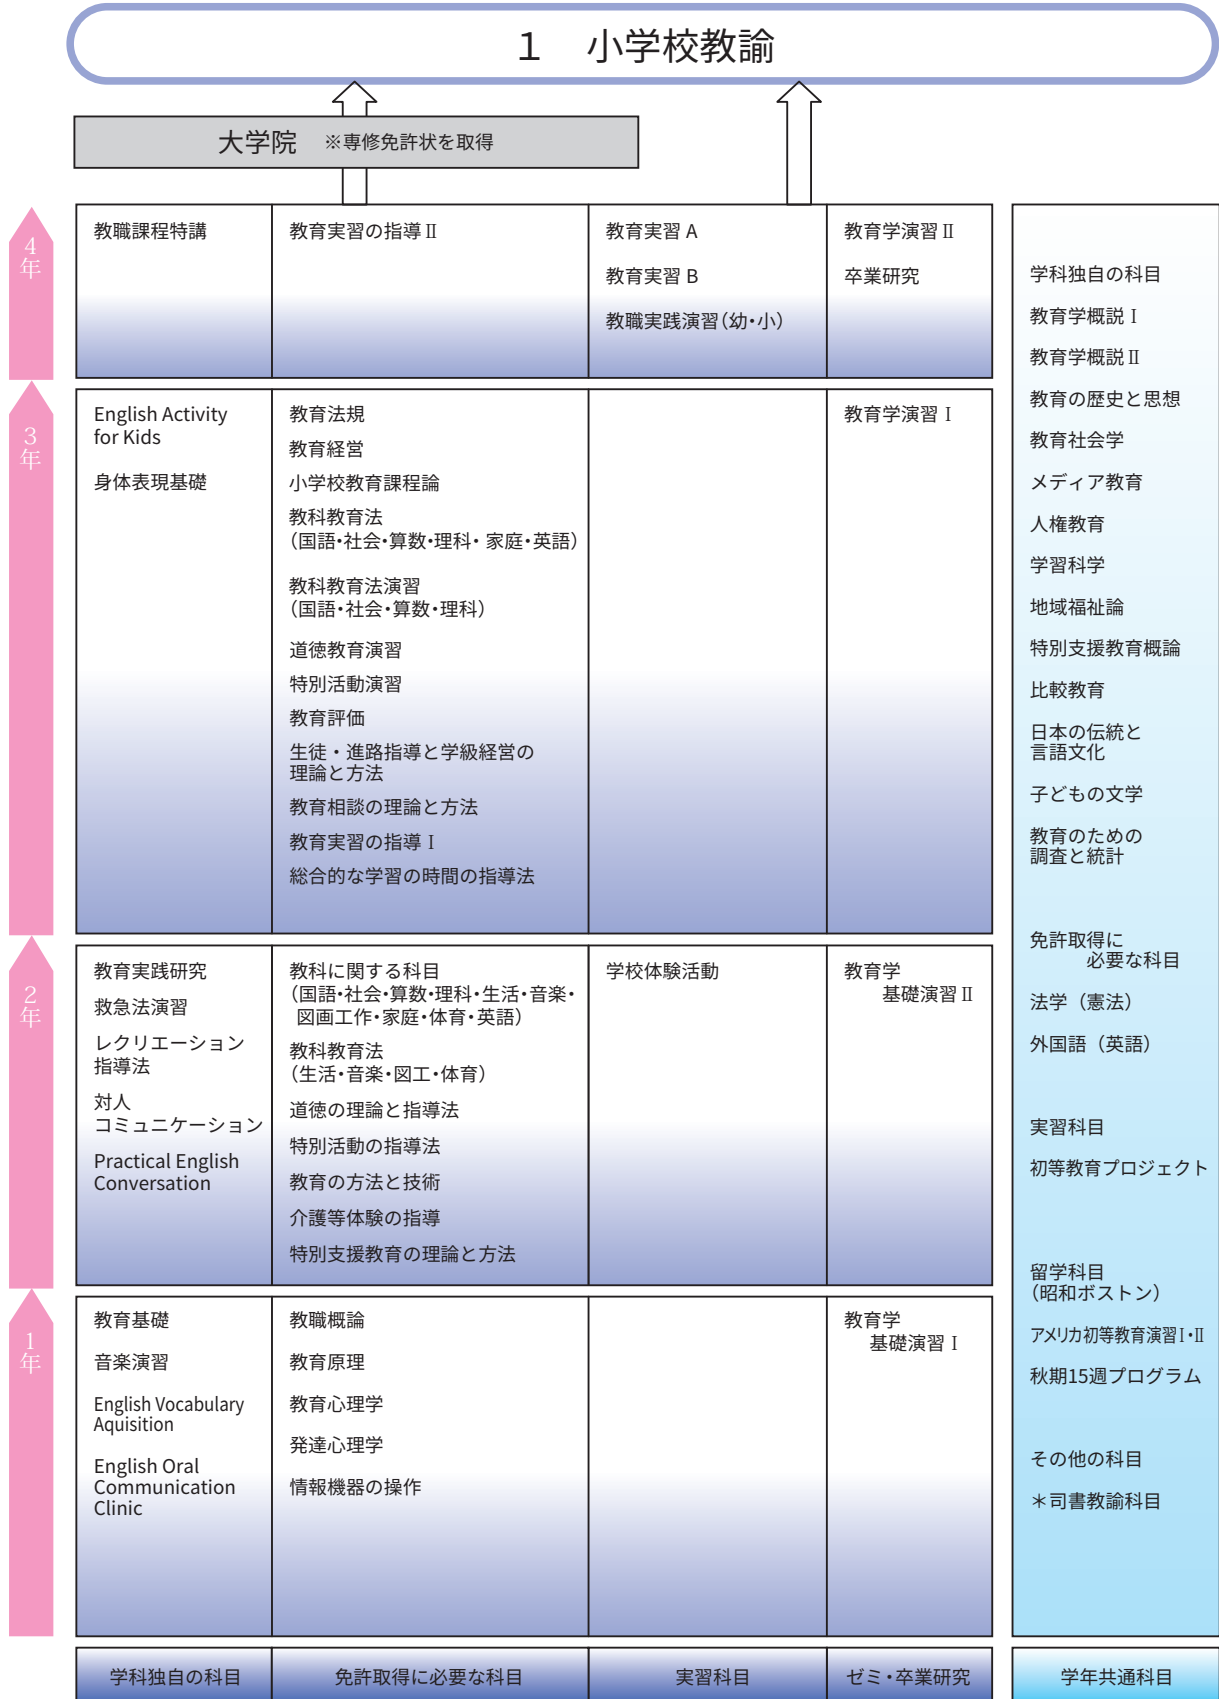 1 小学校教諭
大学院 ※専修免許状を取得
4年
教職課程特講
教育実習の指導Ⅱ
教育実習 A
教育実習 B
教職実践演習(幼・小)
教育学演習Ⅱ
卒業研究
3年
English Activity
for Kids
身体表現基礎
教育法規
教育経営
小学校教育課程論
教科教育法
(国語・社会・算数・理科・ 家庭・英語)
教科教育法演習
(国語・社会・算数・理科)
道徳教育演習
特別活動演習
教育評価
生徒・進路指導と学級経営の
理論と方法
教育相談の理論と方法
教育実習の指導Ⅰ
総合的な学習の時間の指導法
教育学演習Ⅰ
2年
教育実践研究
救急法演習
レクリエーション
指導法
対人
コミュニケーション
Practical English
Conversation
教科に関する科目
(国語・社会・算数・理科・生活・音楽・
図画工作・家庭・体育・英語)
教科教育法
(生活・音楽・図工・体育)
道徳の理論と指導法
特別活動の指導法
教育の方法と技術
介護等体験の指導
特別支援教育の理論と方法
学校体験活動
教育学
基礎演習Ⅱ
1年
教育基礎
音楽演習
English Vocabulary
Aquisition
English Oral
Communication
Clinic
教職概論
教育原理
教育心理学
発達心理学
情報機器の操作
教育学
基礎演習Ⅰ
学科独自の科目
免許取得に必要な科目
実習科目
ゼミ・卒業研究
学科独自の科目
教育学概説Ⅰ
教育学概説Ⅱ
教育の歴史と思想
教育社会学
メディア教育
人権教育
学習科学
地域福祉論
特別支援教育概論
比較教育
日本の伝統と
言語文化
子どもの文学
教育のための
調査と統計
免許取得に
必要な科目
法学(憲法)
外国語(英語)
実習科目
初等教育プロジェクト
留学科目
(昭和ボストン)
アメリカ初等教育演習Ⅰ・Ⅱ
秋期15週プログラム
その他の科目
＊司書教諭科目
学年共通科目